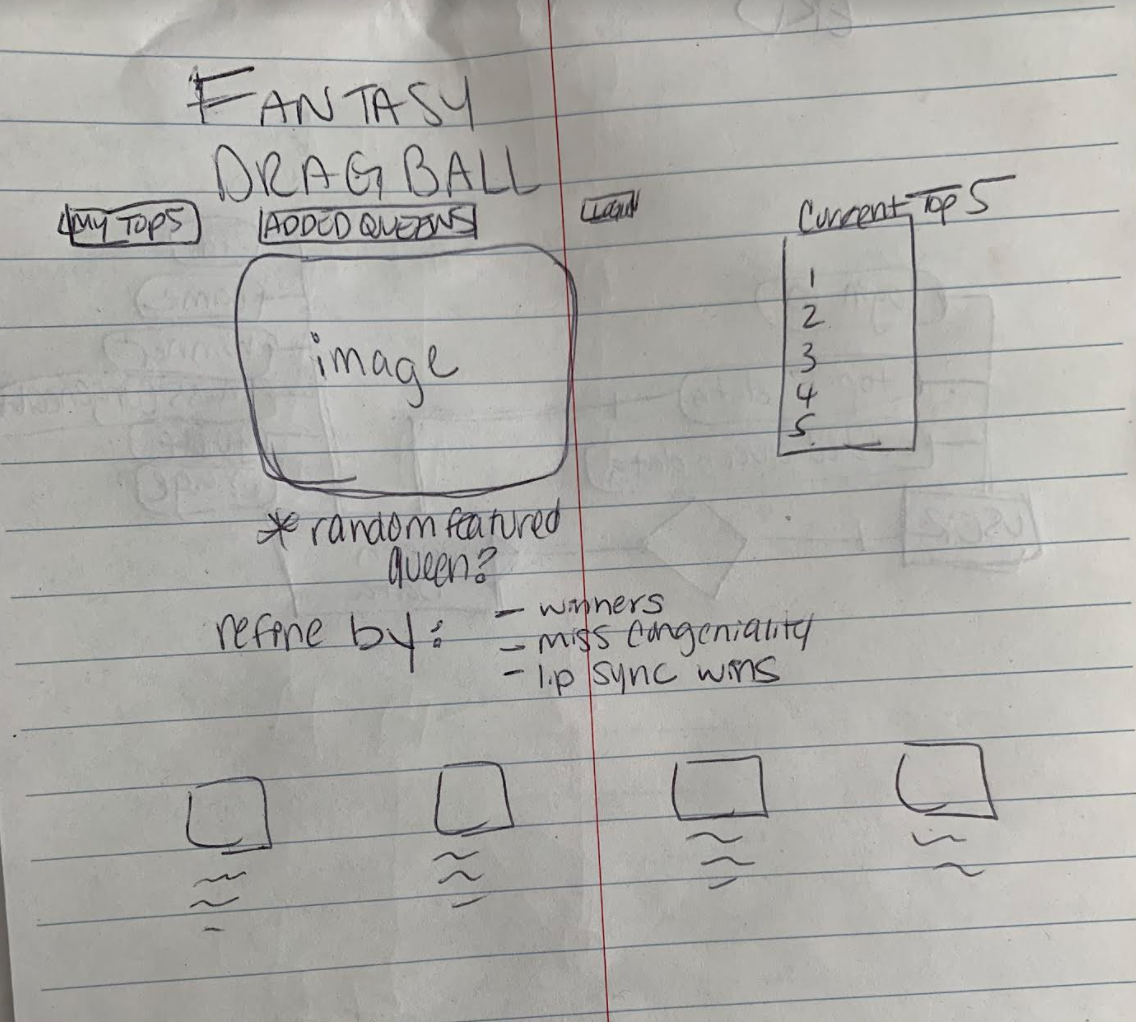 FANTASY
DRAG BALL
MY TOP5
ADDED QUEENS
Login
Current Top 5
1
2
3
4
5.
image
* random featured
queen?
refine by:
- winners
- miss congeniality
- lip sync wins